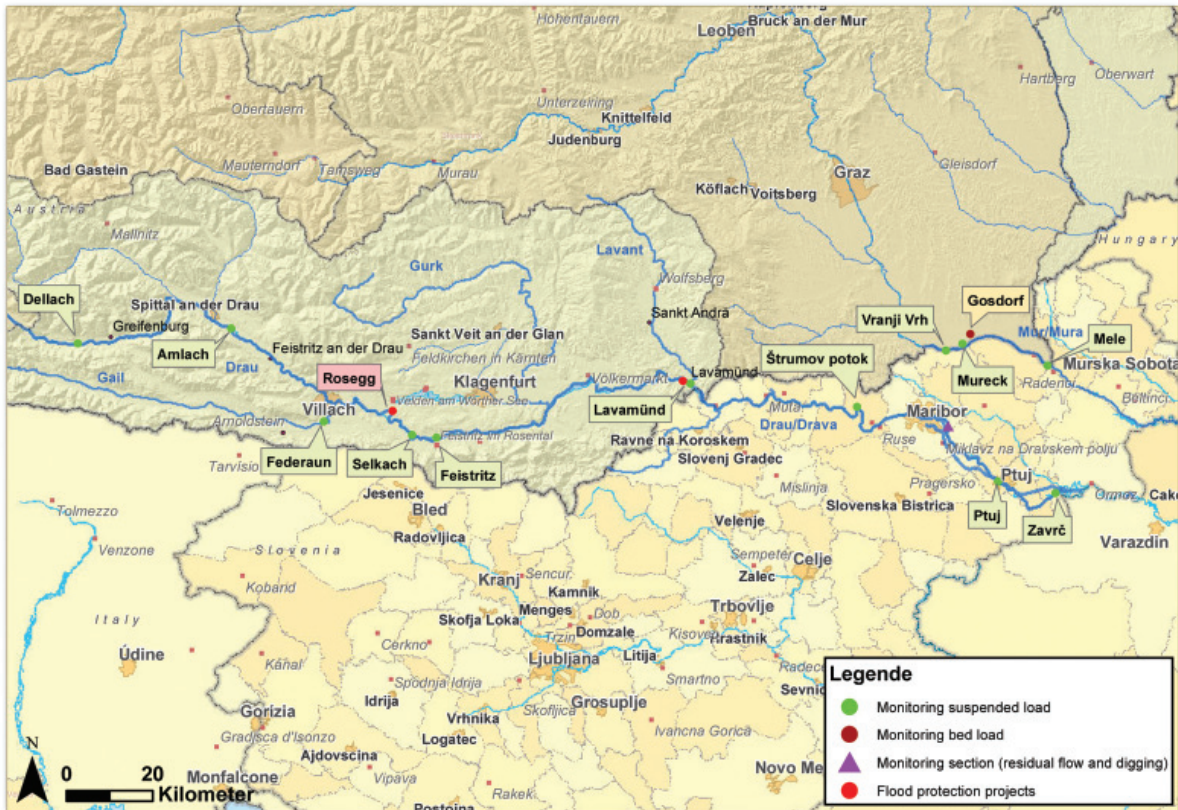 Hohentauern
Leoben
Bruck an der Mur
Hartberg
Oberwart
Obertauern
Unterzeiring
Knittelfeld
Judenburg
Gleisdorf
Mauterndorf
Tamsweg
Murau
Bad Gastein
Graz
Köflach
Voitsberg
Austria
Mallnitz
Hungary
Lavant
Gurk
Wolfsberg
Dellach
Spittal an der Drau
Gosdorf
Greifenburg
Sankt Veit an der Glan
Sankt Andrä
Vranji Vrh
Mur/Mura
Amlach
Feistritz an der Drau
Feldkirchen in Kärnten
Štrumov potok
Mele
Drau
Murska Sobota
Gail
Rosegg
Klagenfurt
Völkermarkt
Lavamünd
Mureck
Radenci
Beltinci
Villach
Velden am Worther See
Lavamünd
Muta
Maribor
Arnoldstein
Drau/Drava
Feistritz im Rosental
Ravne na Koroskem
Ruse
Miklavz na Dravskem polju
Tarvisio
Federaun
Selkach
Feistritz
Slovenj Gradec
Ptuj
Jesenice
Mislinja
Pragersko
Ormoz
Tolmezzo
Bled
Slovenska Bistrica
Ptuj
Zavrč
Cake
Radovljica
Velenje
Varazdin
Venzone
Slovenia
Sempeter
Celje
Kobarid
Kranj
Sencur
Zalec
Kamnik
Menges
Dob
Trbovlje
Italy
Skofja Loka
Trzin
Domzale
Kisovec
Hrastnik
Cerkno
Údine
Kanal
Ljubljana
Litija
Radece
Spodnja Idrija
Smartno
Sevnic
Idrija
Skofljica
Grosuplje
Gorizia
Vrhnika
Gradisca d'Isonzo
Logatec
Ivancna Gorica
Ajdovscina
Monfalcone
Vipava
Rakek
Novo Me
Postojna
N
0 20
Kilometer
Legende
Monitoring suspended load
Monitoring bed load
Monitoring section (residual flow and digging)
Flood protection projects